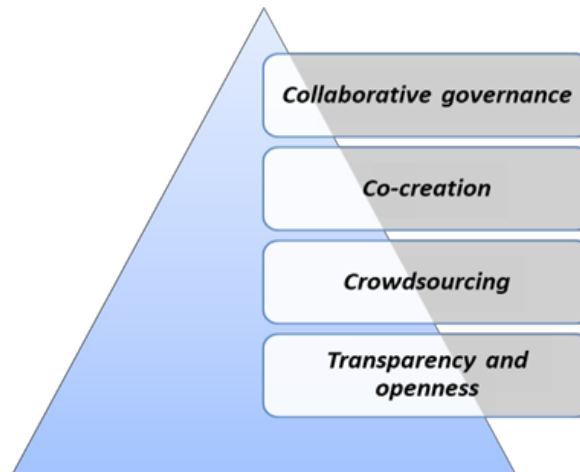 Collaborative governance
Co-creation
Crowdsourcing
Transparency and
openness